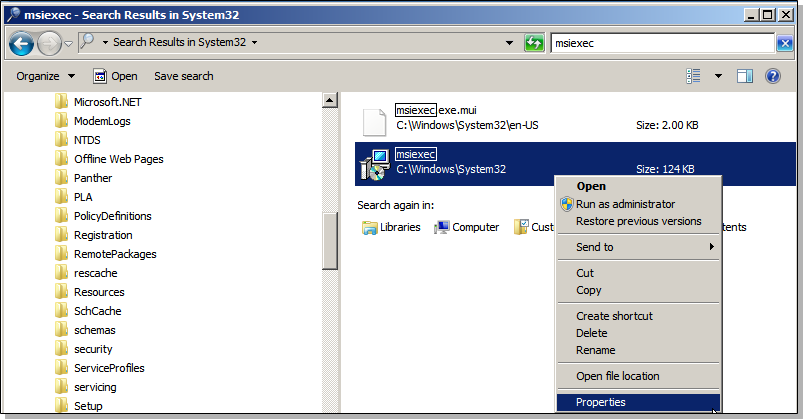 msiexec - Search Results in System32
Search Results in System32
msiexec
Organize
Open
Save search
Microsoft.NET
ModemLogs
NTDS
Offline Web Pages
Panther
PLA
PolicyDefinitions
Registration
RemotePackages
rescache
Resources
SchCache
schemas
security
ServiceProfiles
servicing
Setup
msiexec.exe.mui
C:\Windows\System32\en-US Size: 2.00 KB
msiexec
C:\Windows\System32 Size: 124 KB
Search again in:
Libraries Computer Cust tents
Open
Run as administrator
Restore previous versions
Send to
Cut
Copy
Create shortcut
Delete
Rename
Open file location
Properties